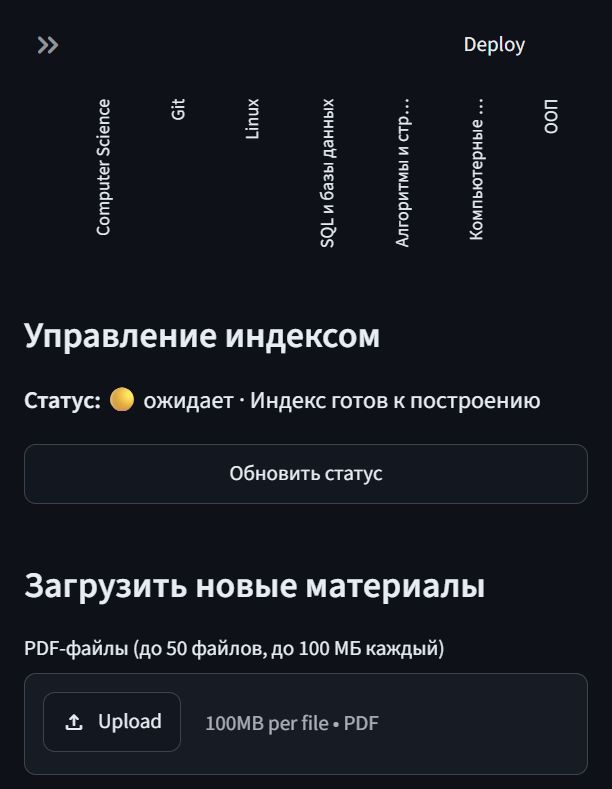 Deploy
Computer Science
Git
Linux
SQL и базы данных
Алгоритмы и стр...
Компьютерные ...
ООП
Управление индексом
Статус: ожидает · Индекс готов к построению
Обновить статус
Загрузить новые материалы
PDF-файлы (до 50 файлов, до 100 МБ каждый)
Upload 100MB per file • PDF